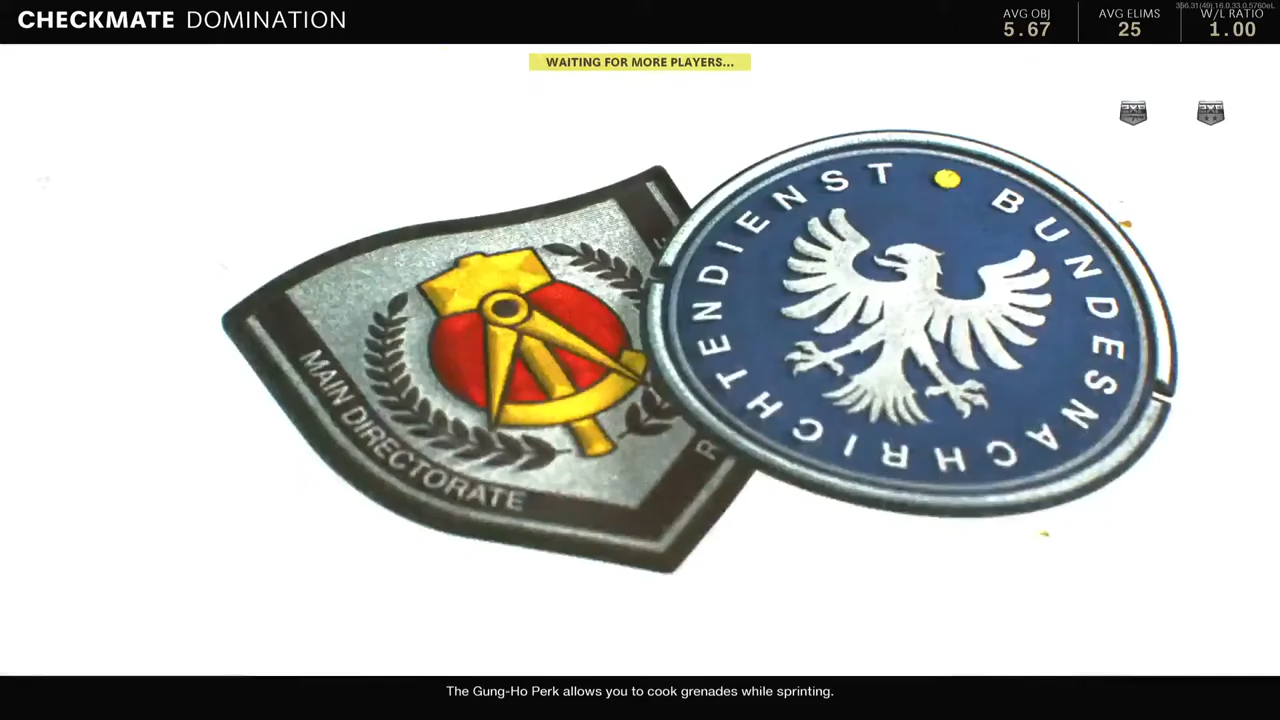 CHECKMATE DOMINATION
AVG OBJ
5.67
AVG ELIMS
25
W/L RATIO
1.00
WAITING FOR MORE PLAYERS...
BUNDESNACHRICHTENDIENST
MAIN DIRECTORATE
R
The Gung-Ho Perk allows you to cook grenades while sprinting.